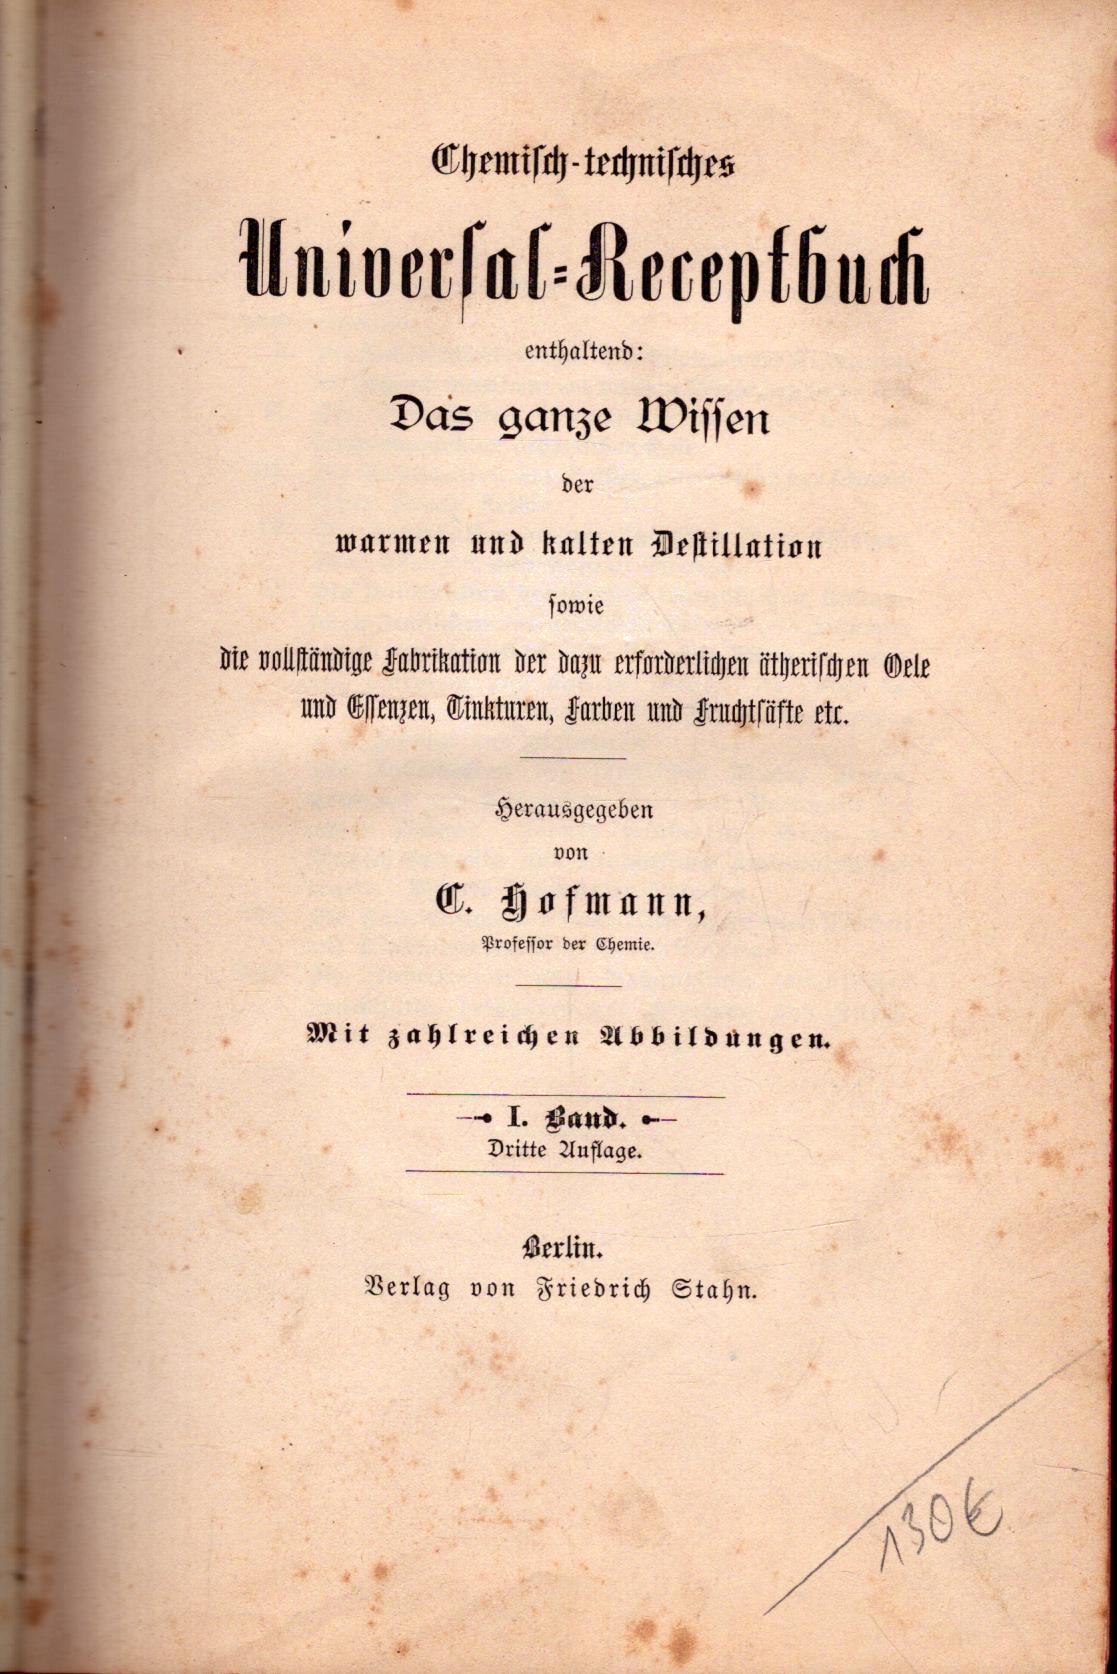 Chemisch-technisches
Universal-Receptbuch
enthaltend:
Das ganze Wissen
der
warmen und kalten Destillation
sowie
die vollständige Fabrikation der dazu erforderlichen ätherischen Oele
und Essenzen, Tinkturen, Farben und Fruchtsäfte etc.
Herausgegeben
von
C. Hofmann,
Professor der Chemie.
Mit zahlreichen Abbildungen.
I. Band.
Dritte Auflage.
Berlin.
Verlag von Friedrich Stahn.
130€